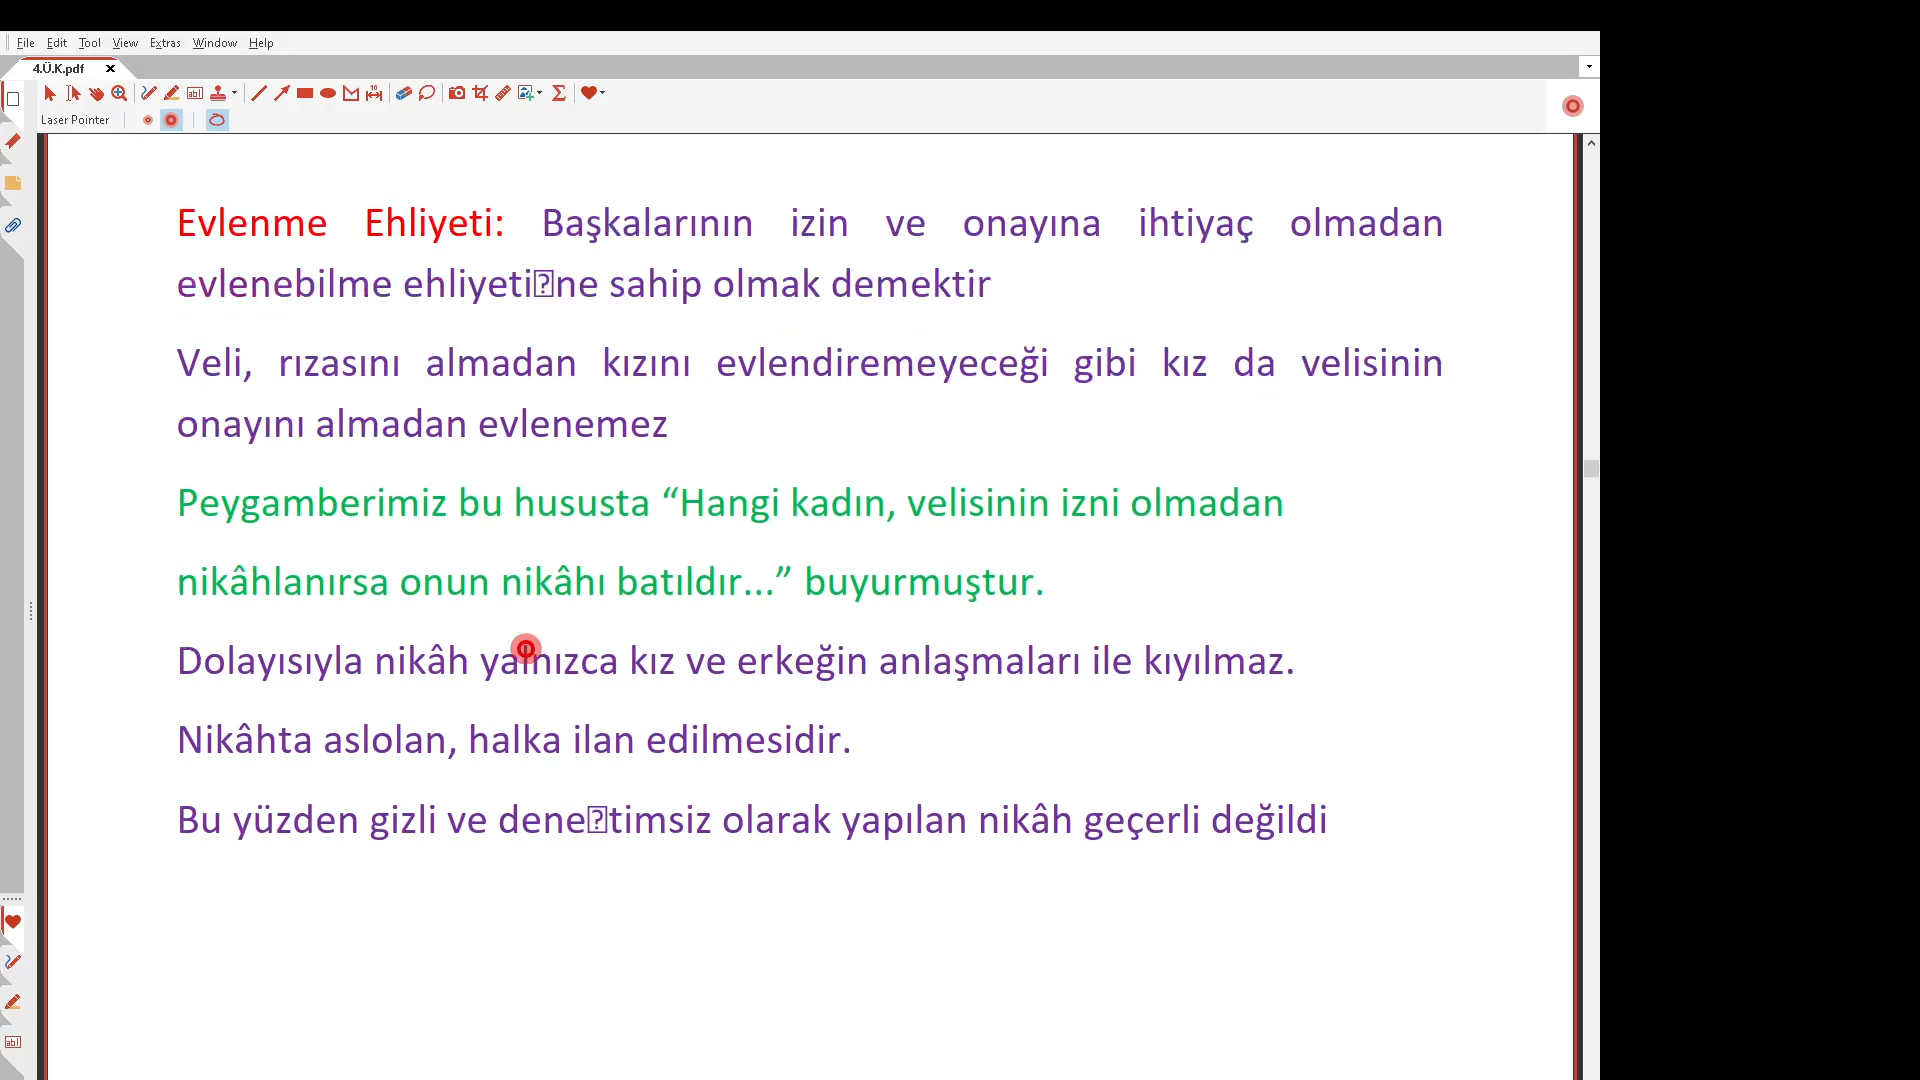 File Edit Tool View Extras Window Help
4.Ü.K.pdf
Laser Pointer
Evlenme Ehliyeti: Başkalarının izin ve onayına ihtiyaç olmadan
evlenebilme ehliyeti�ne sahip olmak demektir
Veli, rızasını almadan kızını evlendiremeyeceği gibi kız da velisinin
onayını almadan evlenemez
Peygamberimiz bu hususta “Hangi kadın, velisinin izni olmadan
nikâhlanırsa onun nikâhı batıldır...” buyurmuştur.
Dolayısıyla nikâh yalnızca kız ve erkeğin anlaşmaları ile kıyılmaz.
Nikâhta aslolan, halka ilan edilmesidir.
Bu yüzden gizli ve dene�timsiz olarak yapılan nikâh geçerli değildi